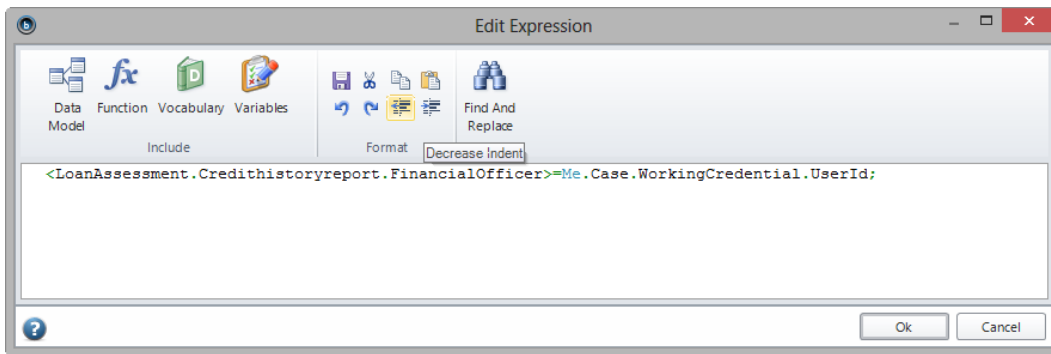 Edit Expression
Data Model
Function
Vocabulary
Variables
Include
Format
Find And Replace
Decrease Indent
<LoanAssessment.Credithistoryreport.FinancialOfficer>=Me.Case.WorkingCredential.UserId;
Ok
Cancel